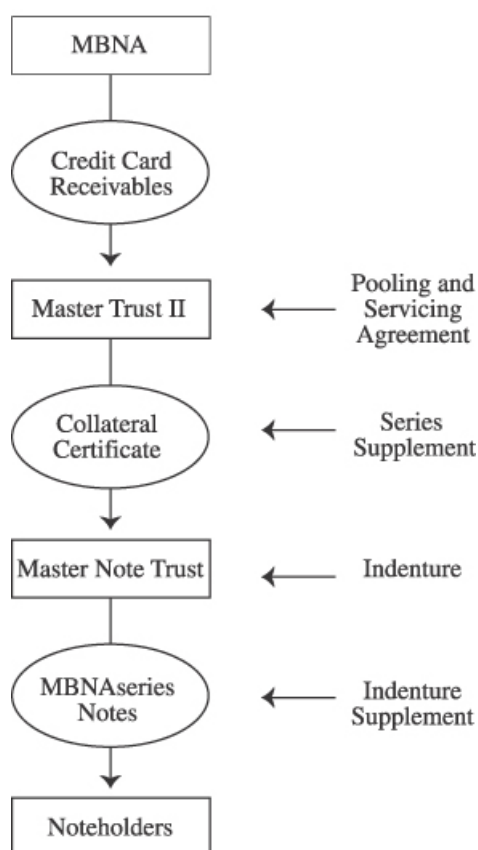 MBNA
Credit Card
Receivables
Master Trust II
Pooling and
Servicing
Agreement
Collateral
Certificate
Series
Supplement
Master Note Trust
Indenture
MBNAseries
Notes
Indenture
Supplement
Noteholders